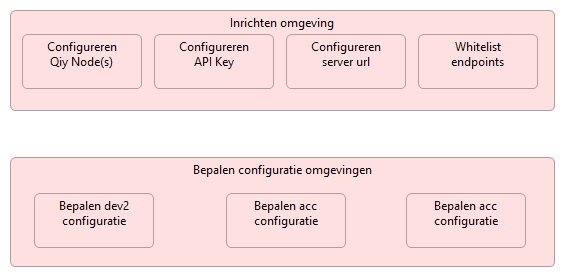 Inrichten omgeving
Configureren
Qiy Node(s)
Configureren
API Key
Configureren
server url
Whitelist
endpoints
Bepalen configuratie omgevingen
Bepalen dev2
configuratie
Bepalen acc
configuratie
Bepalen acc
configuratie